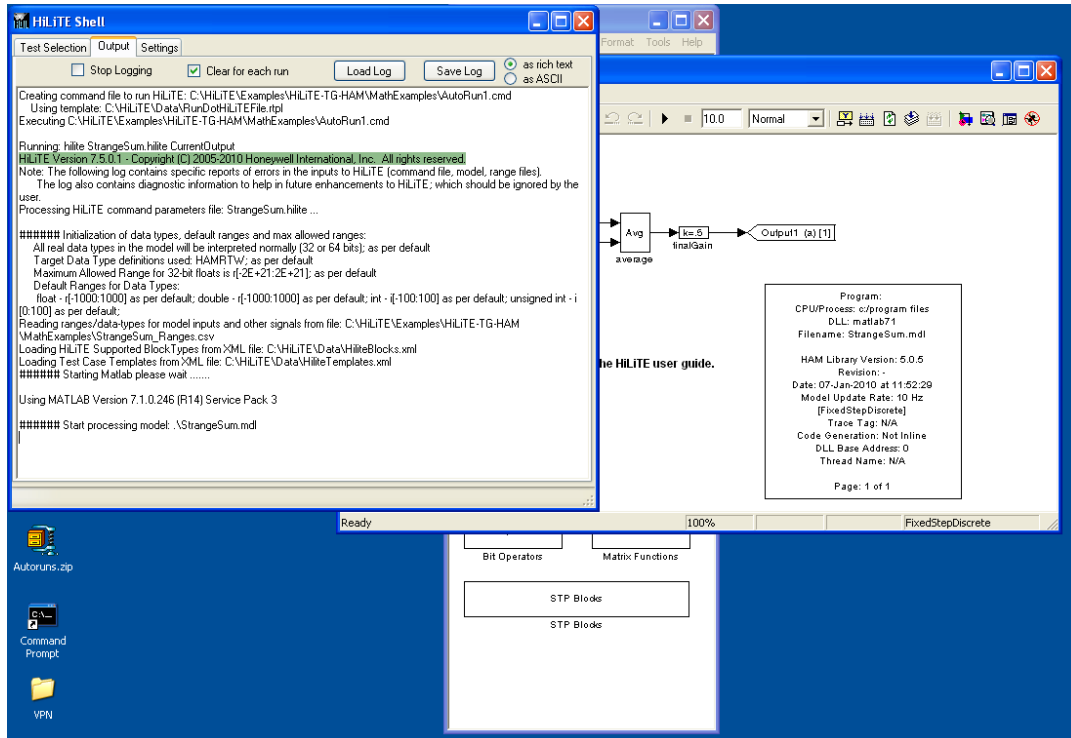 HiLiTE Shell
Test Selection Output Settings
Stop Logging Clear for each run Load Log Save Log as rich text
as ASCII
Creating command file to run HiLiTE: C:\HiLiTE\Examples\HiLiTE-TG-HAM\MathExamples\AutoRun1.cmd
Using template: C:\HiLiTE\Data\RunDotHiLiTEFile.rtpl
Executing C:\HiLiTE\Examples\HiLiTE-TG-HAM\MathExamples\AutoRun1.cmd
Running: hilite StrangeSum.hilite CurrentOutput
HiLiTE Version 7.5.0.1 - Copyright (C) 2005-2010 Honeywell International, Inc. All rights reserved.
Note: The following log contains specific reports of errors in the inputs to HiLiTE (command file, model, range files).
The log also contains diagnostic information to help in future enhancements to HiLiTE; which should be ignored by the
user.
Processing HiLiTE command parameters file: StrangeSum.hilite ...
###### Initialization of data types, default ranges and max allowed ranges:
All real data types in the model will be interpreted normally (32 or 64 bits); as per default
Target Data Type definitions used: HAMRTW; as per default
Maximum Allowed Range for 32-bit floats is r[-2E+21:2E+21]; as per default
Default Ranges for Data Types:
float - r[-1000:1000] as per default; double - r[-1000:1000] as per default; int - i[-100:100] as per default; unsigned int - i
[0:100] as per default;
Reading ranges/data-types for model inputs and other signals from file: C:\HiLiTE\Examples\HiLiTE-TG-HAM
\MathExamples\StrangeSum_Ranges.csv
Loading HiLiTE Supported BlockTypes from XML file: C:\HiLiTE\Data\HiliteBlocks.xml
Loading Test Case Templates from XML file: C:\HiLiTE\Data\HiliteTemplates.xml
###### Starting Matlab please wait .......
Using MATLAB Version 7.1.0.246 (R14) Service Pack 3
###### Start processing model: .\StrangeSum.mdl
Format Tools Help
10.0 Normal
Avg
average
k=.5
finalGain
Output1 (a) [1]
he HiLiTE user guide.
Program:
CPU/Process: c:/program files
DLL: matlab71
Filename: StrangeSum.mdl
HAM Library Version: 5.0.5
Revision: -
Date: 07-Jan-2010 at 11:52:29
Model Update Rate: 10 Hz
[FixedStepDiscrete]
Trace Tag: N/A
Code Generation: Not Inline
DLL Base Address: 0
Thread Name: N/A
Page: 1 of 1
Ready 100% FixedStepDiscrete
Bit Operators Matrix Functions
STP Blocks
STP Blocks
Autoruns.zip
C:\_
Command
Prompt
VPN